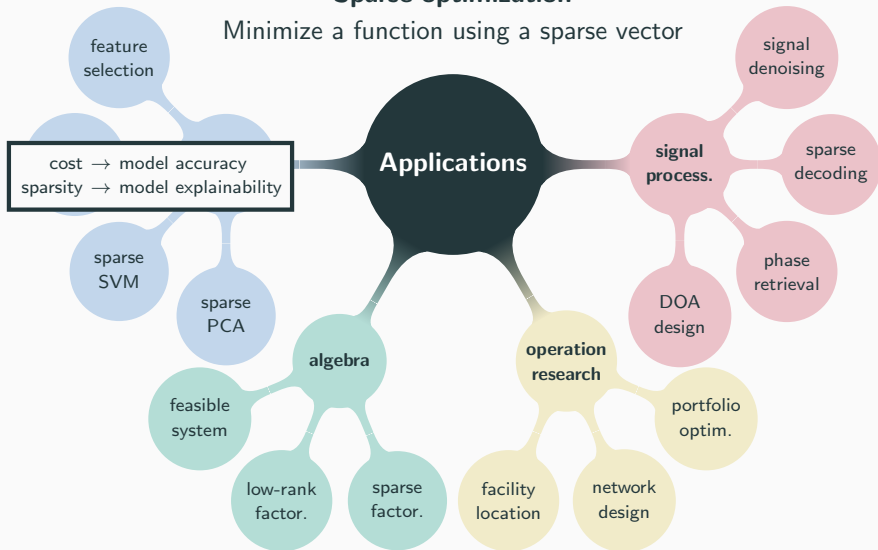 Sparse optimization
Minimize a function using a sparse vector
feature
selection
cost → model accuracy
sparsity → model explainability
sparse
SVM
sparse
PCA
Applications
signal
process.
signal
denoising
sparse
decoding
phase
retrieval
DOA
design
algebra
feasible
system
low-rank
factor.
sparse
factor.
operation
research
portfolio
optim.
facility
location
network
design